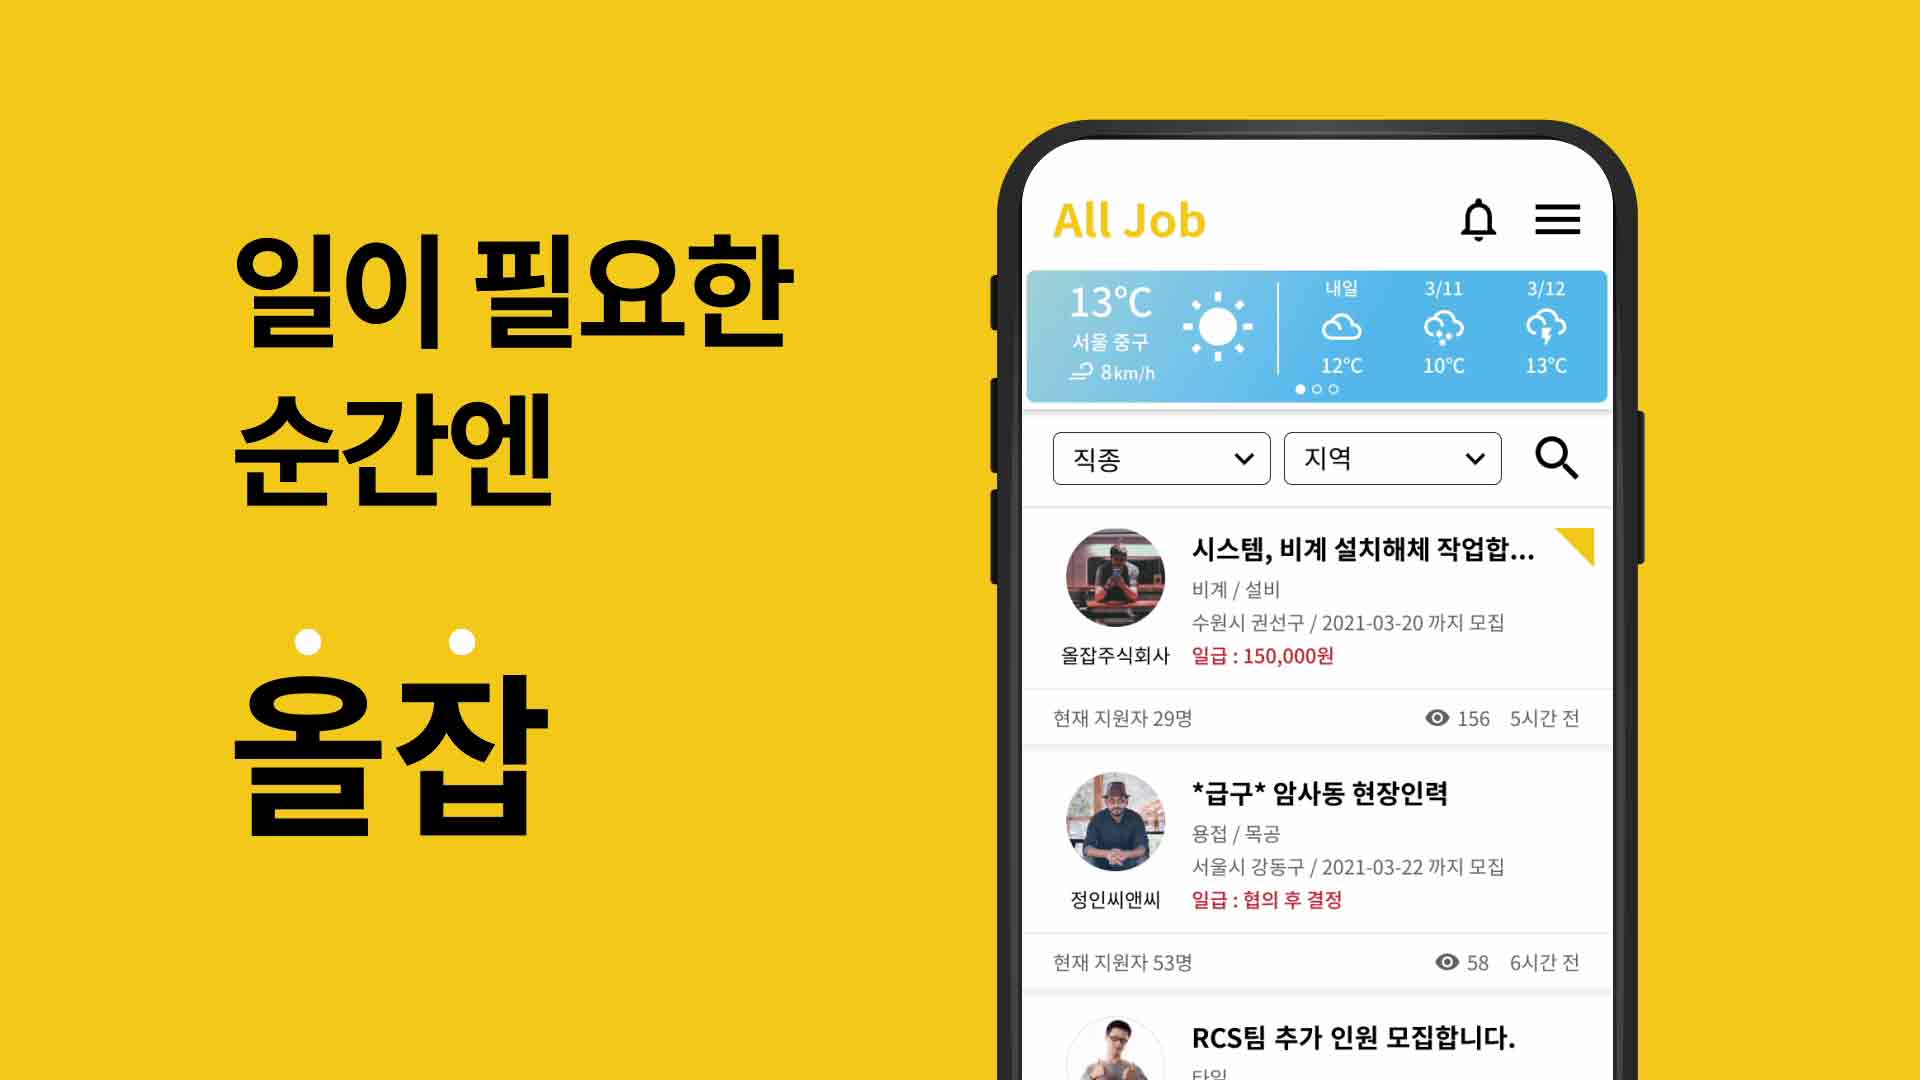 일이 필요한
순간엔
올잡
All Job
13°C
서울 중구
8km/h
내일
12°C
3/11
10°C
3/12
13°C
직종
지역
시스템, 비계 설치해체 작업합...
비계 / 설비
수원시 권선구 / 2021-03-20 까지 모집
올잡주식회사
일급 : 150,000원
현재 지원자 29명
156
5시간 전
*급구* 암사동 현장인력
용접 / 목공
서울시 강동구 / 2021-03-22 까지 모집
정인씨앤씨
일급 : 협의 후 결정
현재 지원자 53명
58
6시간 전
RCS팀 추가 인원 모집합니다.
타일